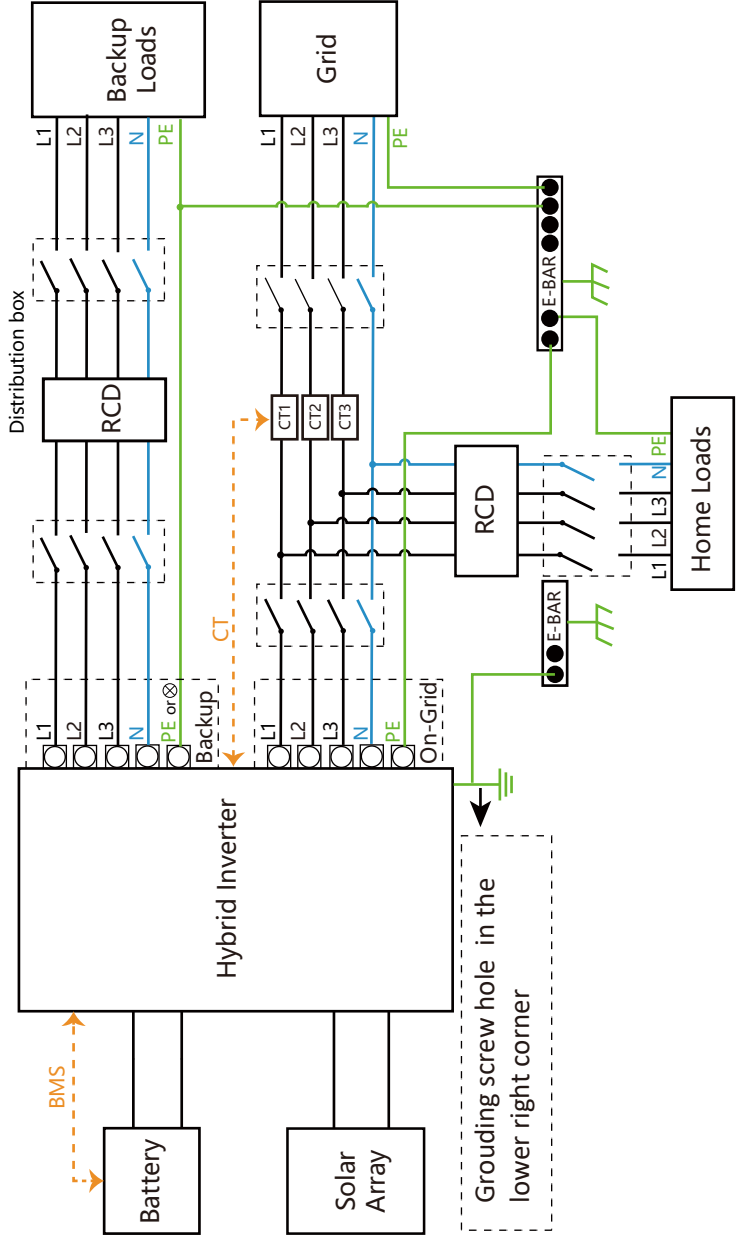 Distribution box
Backup
Loads
L1
L2
L3
N
PE
RCD
L1
L2
L3
N
PE
or
Backup
Grid
L1
L2
L3
N
PE
CT1
CT2
CT3
CT
L1
L2
L3
N
PE
On-Grid
E-BAR
RCD
L1
L2
L3
N
PE
Home Loads
E-BAR
Hybrid Inverter
BMS
Battery
Solar
Array
Grouding screw hole in the
lower right corner